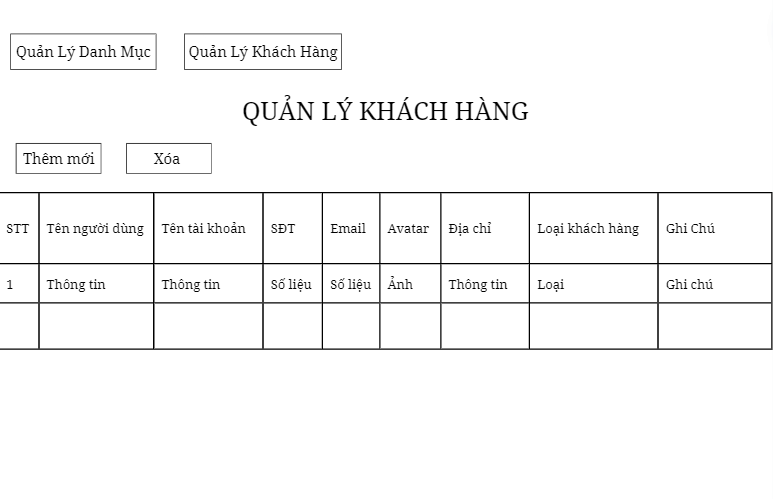 Quản Lý Danh Mục Quản Lý Khách Hàng
QUẢN LÝ KHÁCH HÀNG
Thêm mới Xóa
STT Tên người dùng Tên tài khoản SĐT Email Avatar Địa chỉ Loại khách hàng Ghi Chú
1 Thông tin Thông tin Số liệu Số liệu Ảnh Thông tin Loại Ghi chú